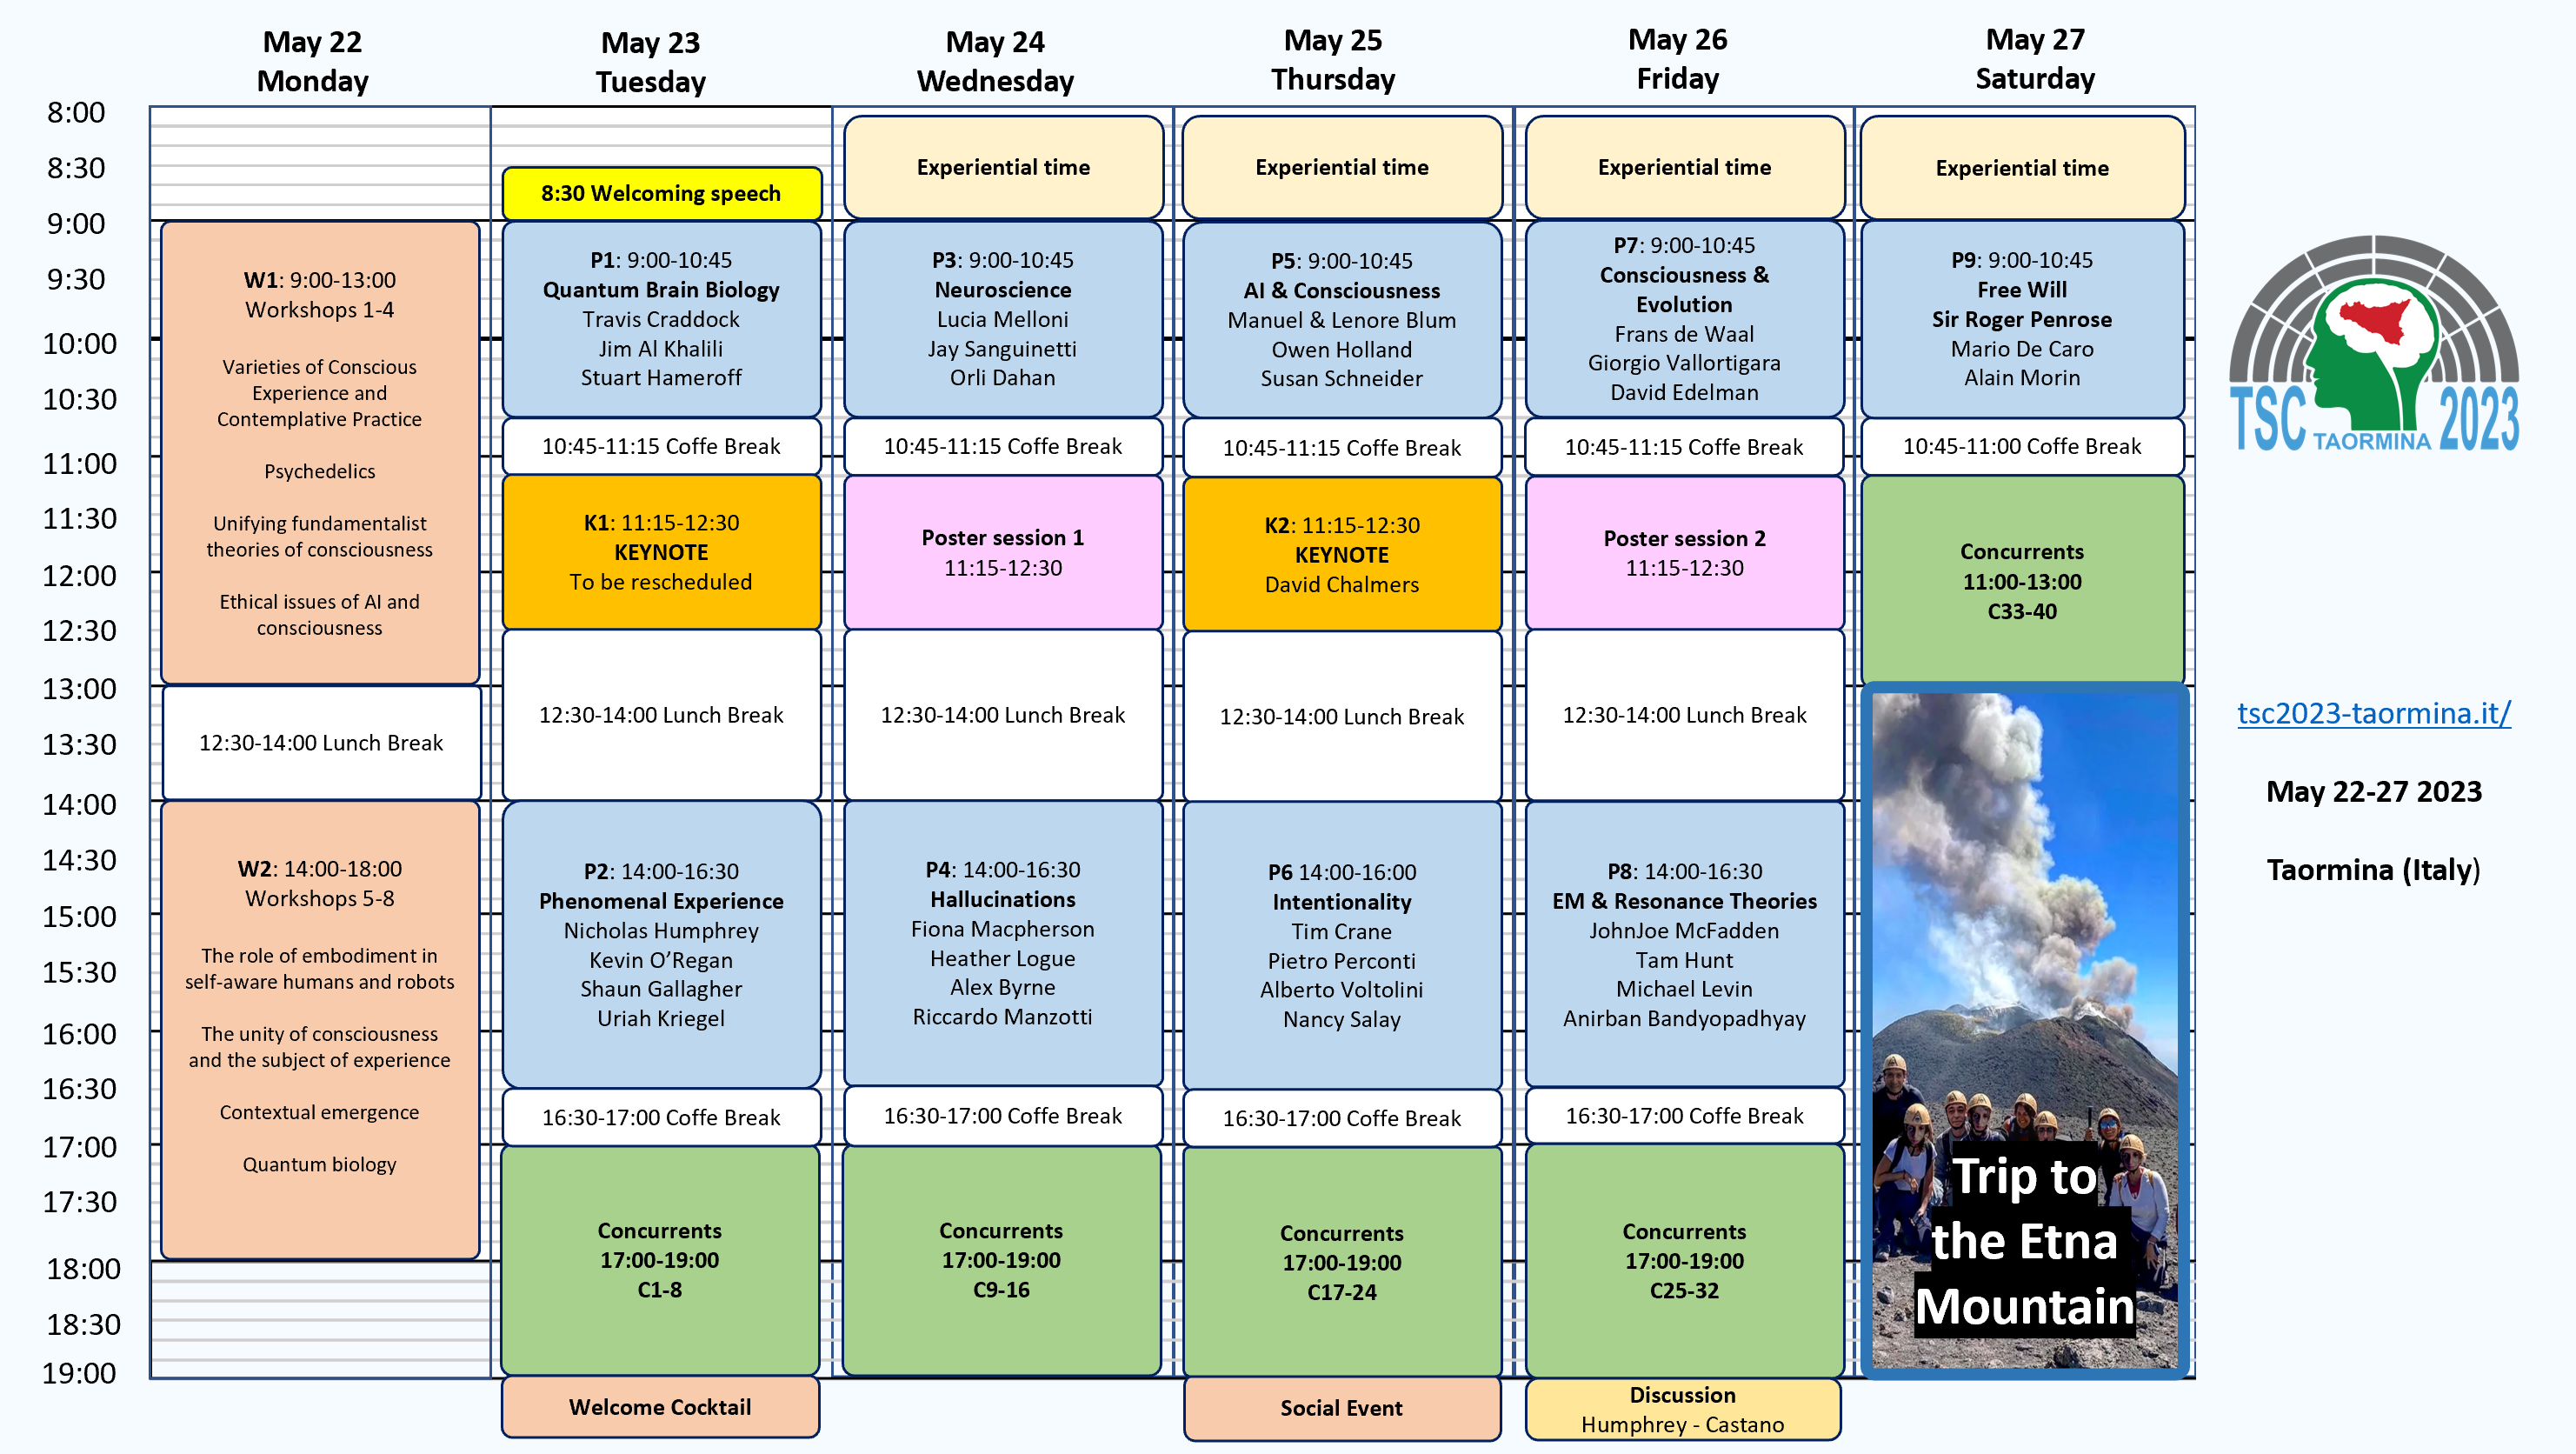 May 22
Monday
May 23
Tuesday
May 24
Wednesday
May 25
Thursday
May 26
Friday
May 27
Saturday
8:00
8:30
9:00
9:30
10:00
10:30
11:00
11:30
12:00
12:30
13:00
13:30
14:00
14:30
15:00
15:30
16:00
16:30
17:00
17:30
18:00
18:30
19:00
W1: 9:00-13:00
Workshops 1-4
Varieties of Conscious
Experience and
Contemplative Practice
Psychedelics
Unifying fundamentalist
theories of consciousness
Ethical issues of AI and
consciousness
12:30-14:00 Lunch Break
W2: 14:00-18:00
Workshops 5-8
The role of embodiment in
self-aware humans and robots
The unity of consciousness
and the subject of experience
Contextual emergence
Quantum biology
8:30 Welcoming speech
P1: 9:00-10:45
Quantum Brain Biology
Travis Craddock
Jim Al Khalili
Stuart Hameroff
10:45-11:15 Coffe Break
K1: 11:15-12:30
KEYNOTE
To be rescheduled
12:30-14:00 Lunch Break
P2: 14:00-16:30
Phenomenal Experience
Nicholas Humphrey
Kevin O’Regan
Shaun Gallagher
Uriah Kriegel
16:30-17:00 Coffe Break
Concurrents
17:00-19:00
C1-8
Welcome Cocktail
Experiential time
P3: 9:00-10:45
Neuroscience
Lucia Melloni
Jay Sanguinetti
Orli Dahan
10:45-11:15 Coffe Break
Poster session 1
11:15-12:30
12:30-14:00 Lunch Break
P4: 14:00-16:30
Hallucinations
Fiona Macpherson
Heather Logue
Alex Byrne
Riccardo Manzotti
16:30-17:00 Coffe Break
Concurrents
17:00-19:00
C9-16
Experiential time
P5: 9:00-10:45
AI & Consciousness
Manuel & Lenore Blum
Owen Holland
Susan Schneider
10:45-11:15 Coffe Break
K2: 11:15-12:30
KEYNOTE
David Chalmers
12:30-14:00 Lunch Break
P6 14:00-16:00
Intentionality
Tim Crane
Pietro Perconti
Alberto Voltolini
Nancy Salay
16:30-17:00 Coffe Break
Concurrents
17:00-19:00
C17-24
Social Event
Experiential time
P7: 9:00-10:45
Consciousness &
Evolution
Frans de Waal
Giorgio Vallortigara
David Edelman
10:45-11:15 Coffe Break
Poster session 2
11:15-12:30
12:30-14:00 Lunch Break
P8: 14:00-16:30
EM & Resonance Theories
JohnJoe McFadden
Tam Hunt
Michael Levin
Anirban Bandyopadhyay
16:30-17:00 Coffe Break
Concurrents
17:00-19:00
C25-32
Discussion
Humphrey - Castano
Experiential time
P9: 9:00-10:45
Free Will
Sir Roger Penrose
Mario De Caro
Alain Morin
10:45-11:00 Coffe Break
Concurrents
11:00-13:00
C33-40
Trip to
the Etna
Mountain
TSC TAORMINA 2023
tsc2023-taormina.it/
May 22-27 2023
Taormina (Italy)